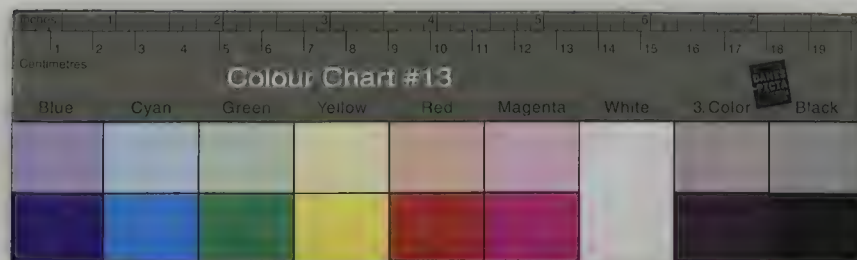 Inches 1 2 3 4 5 6 7
1 2 3 4 5 6 7 8 9 10 11 12 13 14 15 16 17 18 19
Centimetres
Colour Chart #13
DANES
PICTA
Blue Cyan Green Yellow Red Magenta White 3.Color Black